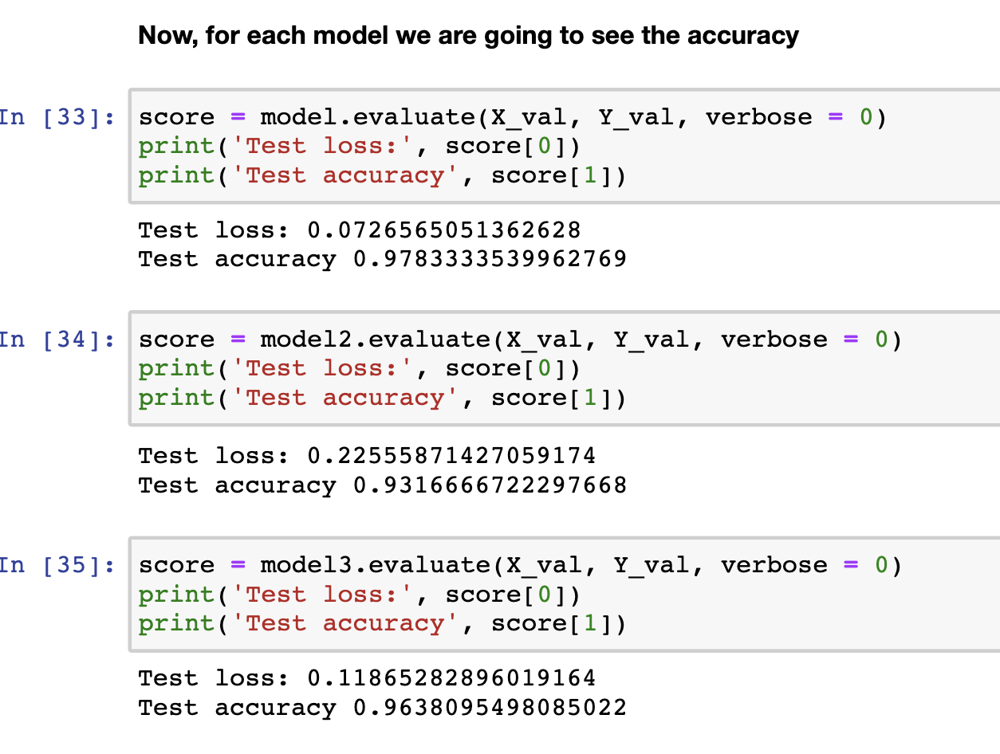 Now, for each model we are going to see the accuracy
In [33]:
score = model.evaluate(X_val, Y_val, verbose = 0)
print('Test loss:', score[0])
print('Test accuracy', score[1])
Test loss: 0.0726565051362628
Test accuracy 0.9783333539962769
In [34]:
score = model2.evaluate(X_val, Y_val, verbose = 0)
print('Test loss:', score[0])
print('Test accuracy', score[1])
Test loss: 0.22555871427059174
Test accuracy 0.9316666722297668
In [35]:
score = model3.evaluate(X_val, Y_val, verbose = 0)
print('Test loss:', score[0])
print('Test accuracy', score[1])
Test loss: 0.11865282896019164
Test accuracy 0.9638095498085022